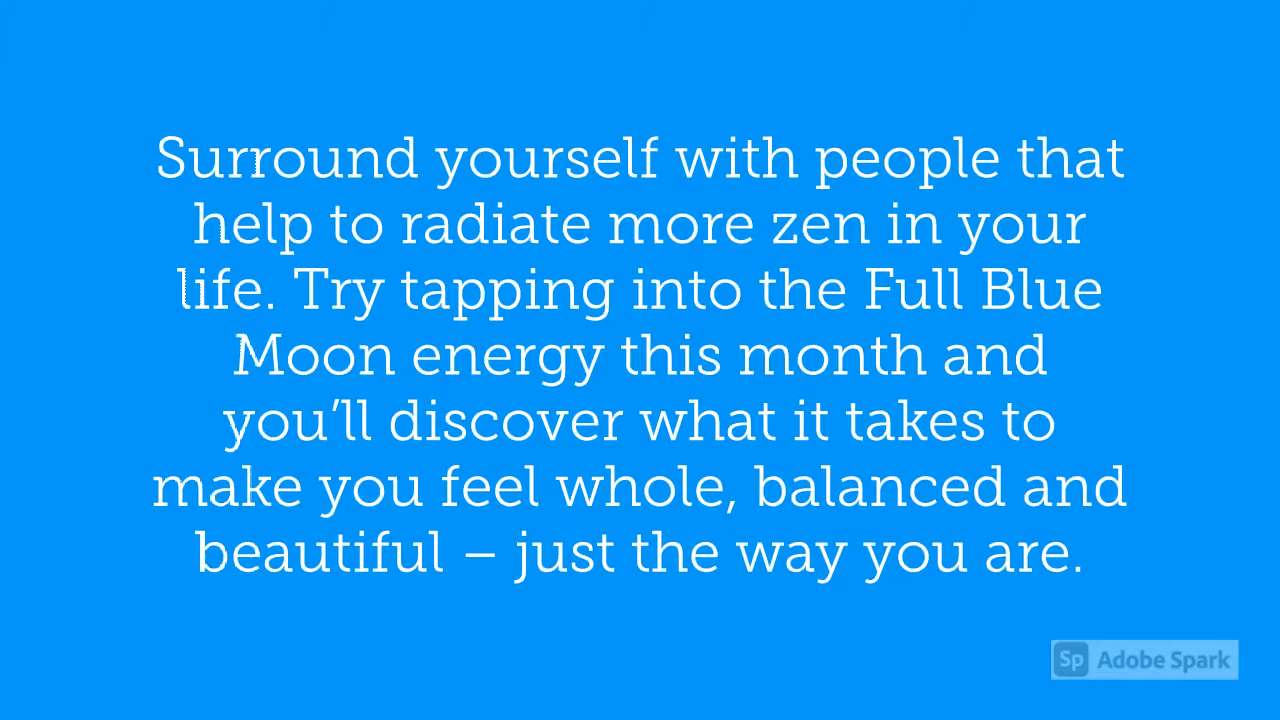 Surround yourself with people that
help to radiate more zen in your
life. Try tapping into the Full Blue
Moon energy this month and
you’ll discover what it takes to
make you feel whole, balanced and
beautiful – just the way you are.
Sp Adobe Spark